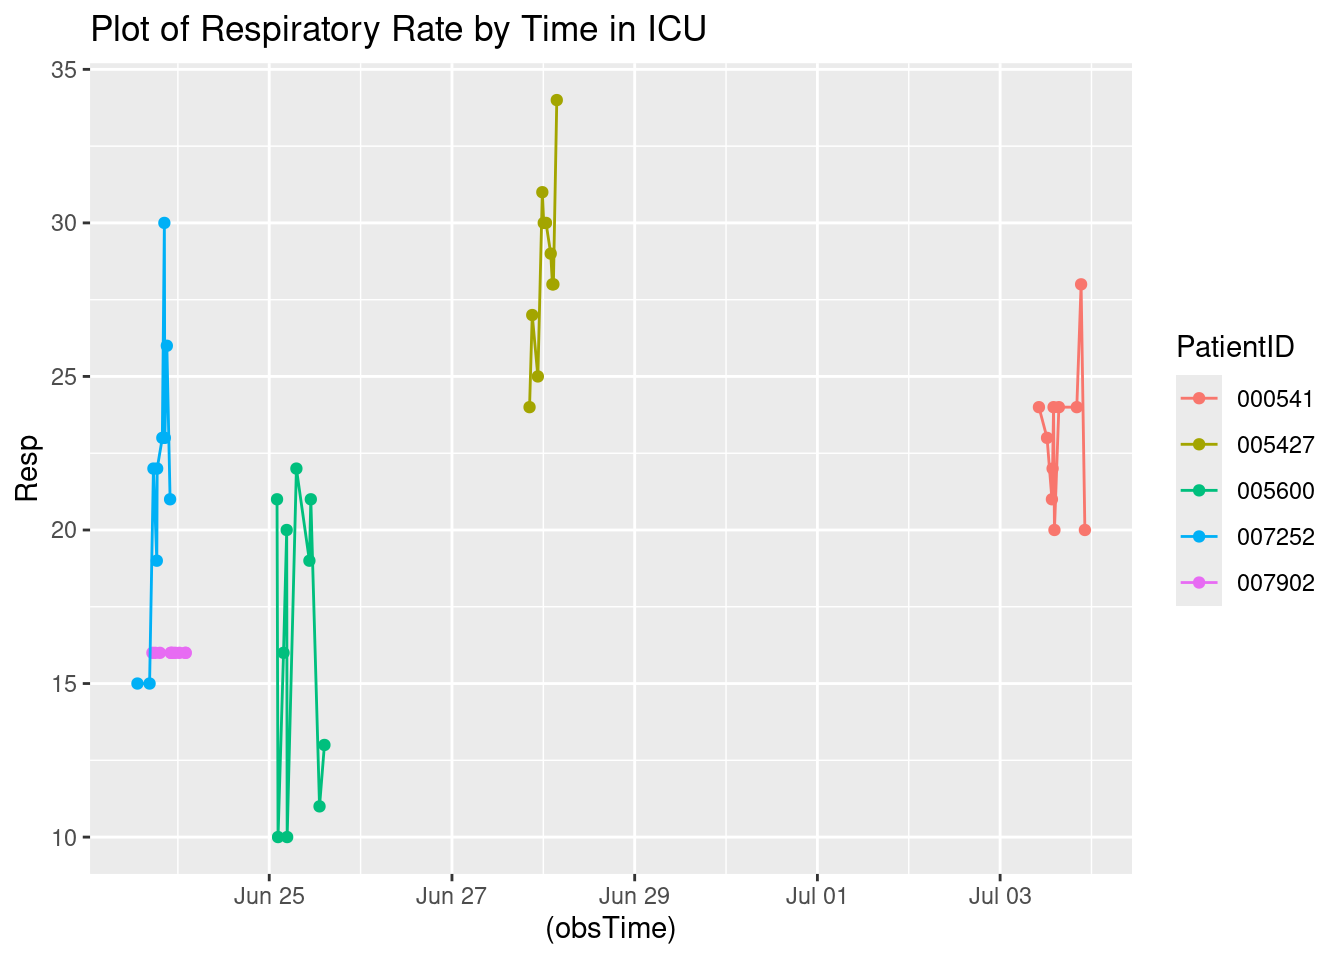 Plot of Respiratory Rate by Time in ICU
35
30
25
20
15
10
Resp
Jun 25 Jun 27 Jun 29 Jul 01 Jul 03
(obsTime)
PatientID
000541
005427
005600
007252
007902